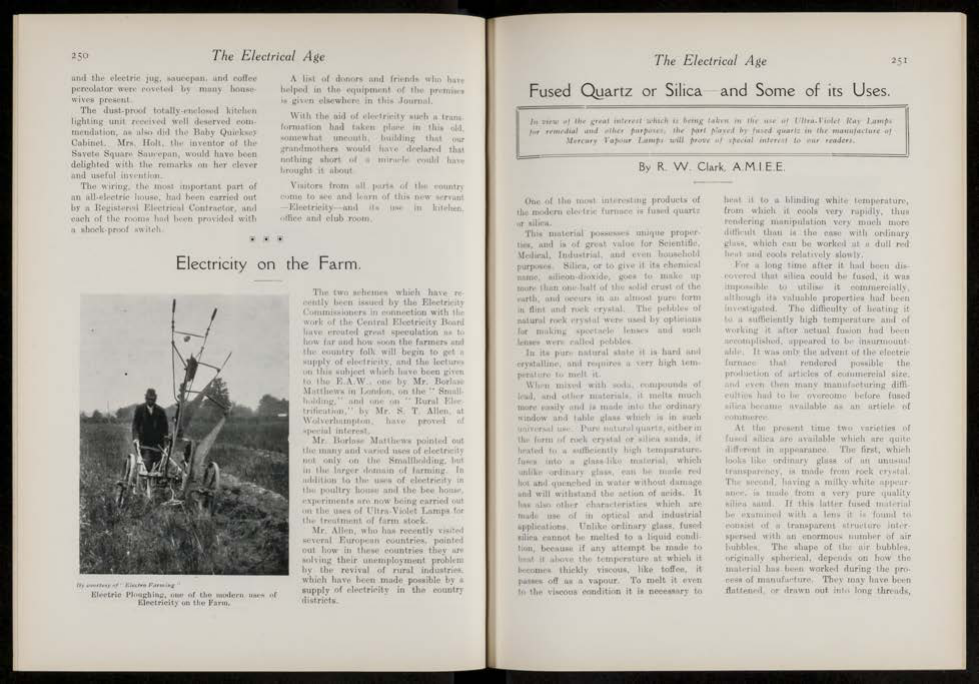 250
The Electrical Age
and the electric jug, saucepan, and coffee
percolator were coveted by many house-
wives present.
The dust-proof totally-enclosed kitchen
lighting unit received well deserved com-
mendation, as also did the Baby Quicksey
Cabinet. Mrs. Holt, the inventor of the
Savete Square Saucepan, would have been
delighted with the remarks on her clever
and useful invention.
The wiring, the most important part of
an all-electric house, had been carried out
by a Registered Electrical Contractor, and
each of the rooms had been provided with
a shock-proof switch.
A list of donors and friends who have
helped in the equipment of the premises
is given elsewhere in this Journal.
With the aid of electricity such a trans-
formation had taken place in this old,
somewhat uncouth, building that our
grandmothers would have declared that
nothing short of a miracle could have
brought it about.
Visitors from all parts of the country
come to see and learn of this new servant
—Electricity—and its use in kitchen,
office and club room.
* * *
Electricity on the Farm.
The two schemes which have re-
cently been issued by the Electricity
Commissioners in connection with the
work of the Central Electricity Board
have created great speculation as to
how far and how soon the farmers and
the country folk will begin to get a
supply of electricity, and the lectures
on this subject which have been given
to the E.A.W., one by Mr. Borlase
Matthews in London, on the "Small-
holding," and one on "Rural Elec-
trification," by Mr. S. T. Allen, at
Wolverhampton, have proved of
special interest.
Mr. Borlase Matthews pointed out
the many and varied uses of electricity
not only on the Smallholding, but
in the larger domain of farming. In
addition to the uses of electricity in
the poultry house and the bee house,
experiments are now being carried out
on the uses of Ultra-Violet Lamps for
the treatment of farm stock.
Mr. Allen, who has recently visited
several European countries, pointed
out how in these countries they are
solving their unemployment problem
by the revival of rural industries,
which have been made possible by a
supply of electricity in the country
districts.
By courtesy of "Electro-Farming"
Electric Ploughing, one of the modern uses of
Electricity on the Farm.
The Electrical Age
251
Fused Quartz or Silica—and Some of its Uses.
In view of the great interest which is being taken in the use of Ultra-Violet Ray Lamps
for remedial and other purposes, the part played by fused quartz in the manufacture of
Mercury Vapour Lamps will prove of special interest to our readers.
By R. W. Clark, A.M.I.E.E.
One of the most interesting products of
the modern electric furnace is fused quartz
or silica.
This material possesses unique proper-
ties, and is of great value for Scientific,
Medical, Industrial, and even household
purposes. Silica, or to give it its chemical
name, silicon-dioxide, goes to make up
more than one-half of the solid crust of the
earth, and occurs in an almost pure form
in flint and rock crystal. The pebbles of
natural rock crystal were used by opticians
for making spectacle lenses and such
lenses were called pebbles.
In its pure natural state it is hard and
crystalline, and requires a very high tem-
perature to melt it.
When mixed with soda, compounds of
lead, and other materials, it melts much
more easily and is made into the ordinary
window and table glass which is in such
universal use. Pure natural quartz, either in
the form of rock crystal or silica sands, if
heated to a sufficiently high temparature,
fuses into a glass-like material, which
unlike ordinary glass, can be made red
hot and quenched in water without damage
and will withstand the action of acids. It
has also other characteristics which are
made use of in optical and industrial
applications. Unlike ordinary glass, fused
silica cannot be melted to a liquid condi-
tion, because if any attempt be made to
heat it above the temperature at which it
becomes thickly viscous, like toffee, it
passes off as a vapour. To melt it even
to the viscous condition it is necessary to
heat it to a blinding white temperature,
from which it cools very rapidly, thus
rendering manipulation very much more
difficult than is the case with ordinary
glass, which can be worked at a dull red
heat and cools relatively slowly.
For a long time after it had been dis-
covered that silica could be fused, it was
impossible to utilise it commercially,
although its valuable properties had been
investigated. The difficulty of heating it
to a sufficiently high temperature and of
working it after actual fusion had been
accomplished, appeared to be insurmount-
able. It was only the advent of the electric
furnace that rendered possible the
production of articles of commercial size,
and even then many manufacturing diffi-
culties had to be overcome before fused
silica became available as an article of
commerce.
At the present time two varieties of
fused silica are available which are quite
different in appearance. The first, which
looks like ordinary glass of an unusual
transparency, is made from rock crystal.
The second, having a milky-white appear-
ance, is made from a very pure quality
silica sand. If this latter fused material
be examined with a lens it is found to
consist of a transparent structure inter-
spersed with an enormous number of air
bubbles. The shape of the air bubbles,
originally spherical, depends on how the
material has been worked during the pro-
cess of manufacture. They may have been
flattened, or drawn out into long threads,